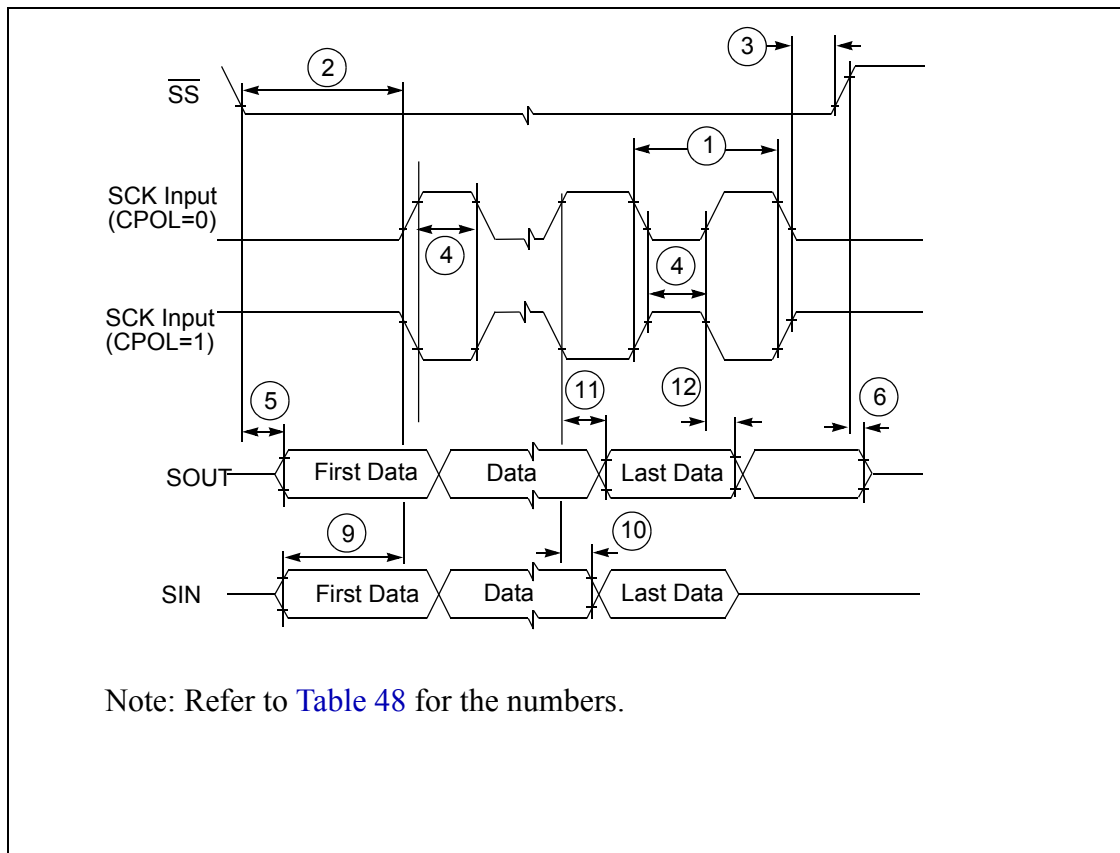 3
2
SS
1
SCK Input
(CPOL=0)
4
4
SCK Input
(CPOL=1)
11
12
5
6
SOUT
First Data
Data
Last Data
9
10
SIN
First Data
Data
Last Data
Note: Refer to Table 48 for the numbers.